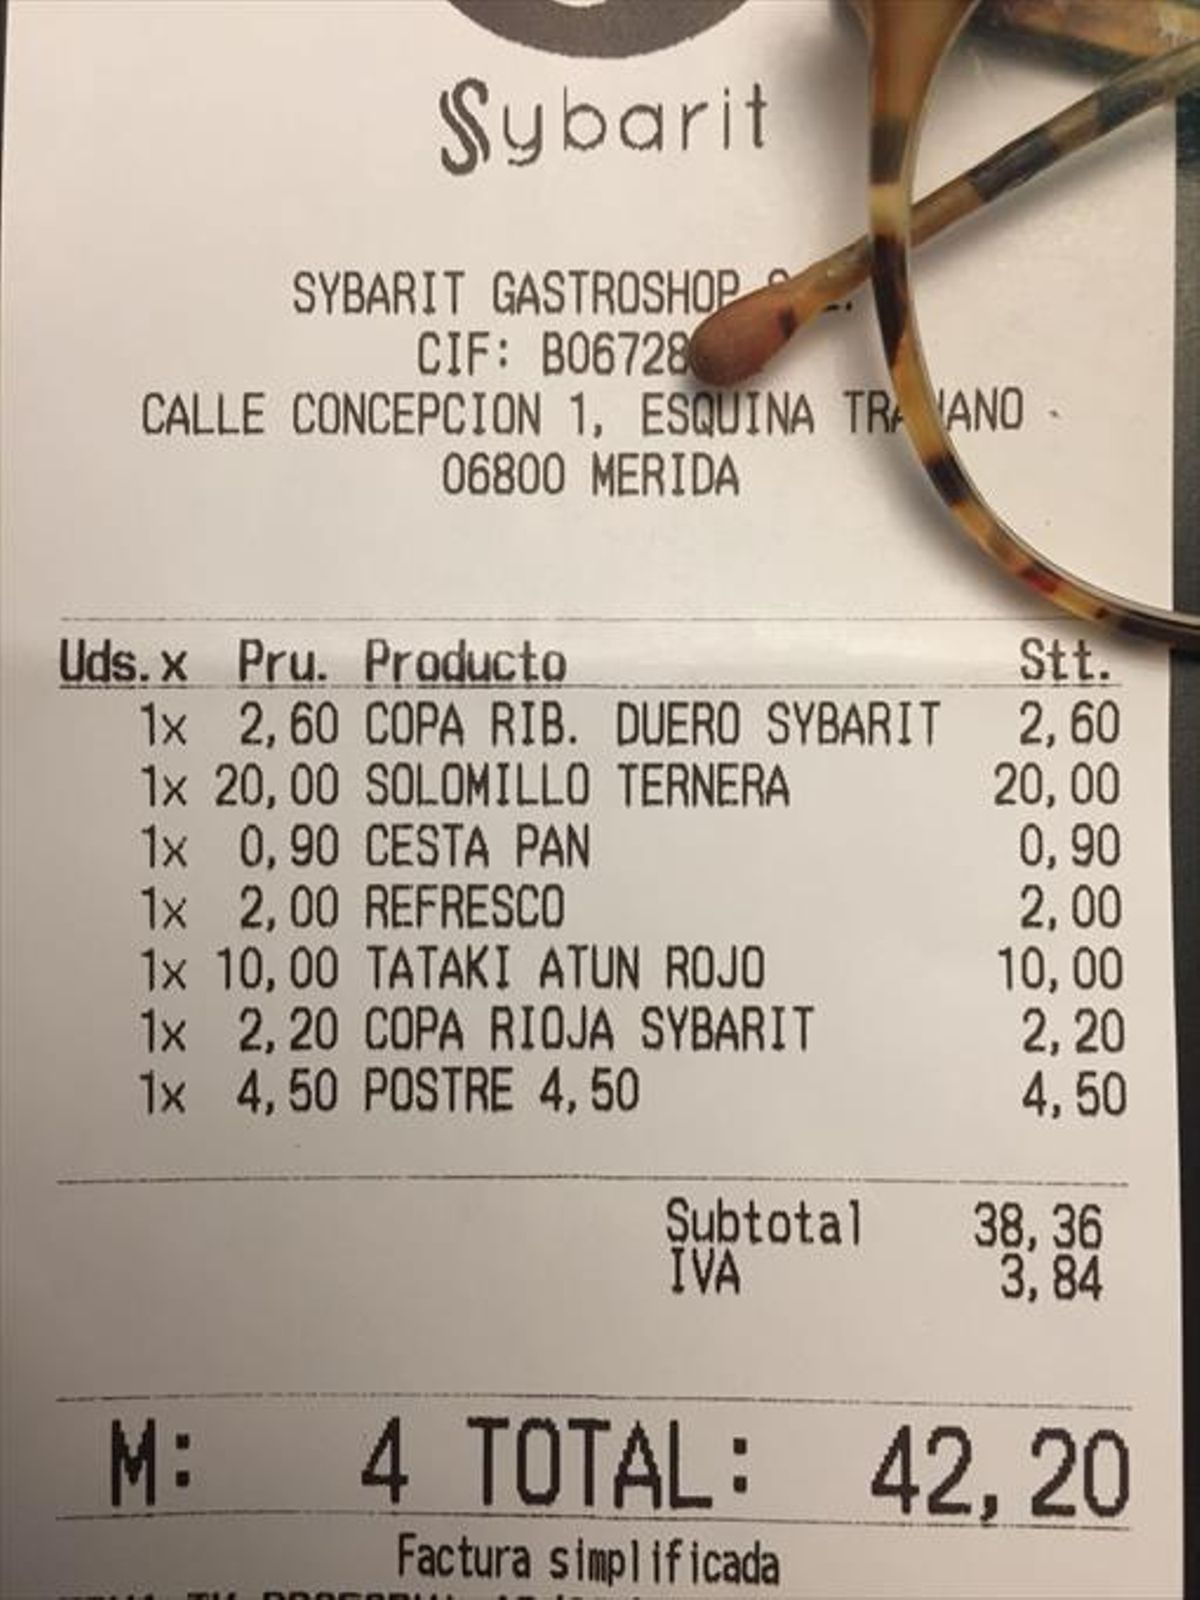 Sybarit
SYBARIT GASTROSHOP
CIF:
CALLE CONCEPCION 1, ESQUINA TRAJANO
06800 MERIDA
Uds.x Pru. Producto Stt.
1x 2,60 COPA RIB. DUERO SYBARIT 2,60
1x 20,00 SOLOMILLO TERNERA 20,00
1x 0,90 CESTA PAN 0,90
1x 2,00 REFRESCO 2,00
1x 10,00 TATAKI ATUN ROJO 10,00
1x 2,20 COPA RIOJA SYBARIT 2,20
1x 4,50 POSTRE 4,50 4,50
Subtotal 38,36
IVA 3,84
M: 4 TOTAL: 42,20
Factura simplificada